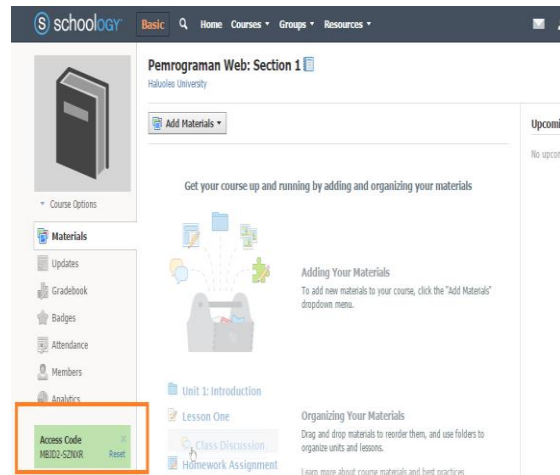 S schoology Basic Home Courses Groups Resources
Pemrograman Web: Section 1
Haluoleo University
Add Materials
Upcomi
No upcon
Get your course up and running by adding and organizing your materials
Course Options
Materials
Updates
Gradebook
Badges
Attendance
Members
Analytics
Adding Your Materials
To add new materials to your course, click the "Add Materials"
dropdown menu.
Unit 1: Introduction
Lesson One
Class Discussion
Homework Assignment
Organizing Your Materials
Drag and drop materials to reorder them, and use folders to
organize units and lessons.
Learn more about course materials and best practices
Access Code
MBJD2-SZNXR Reset